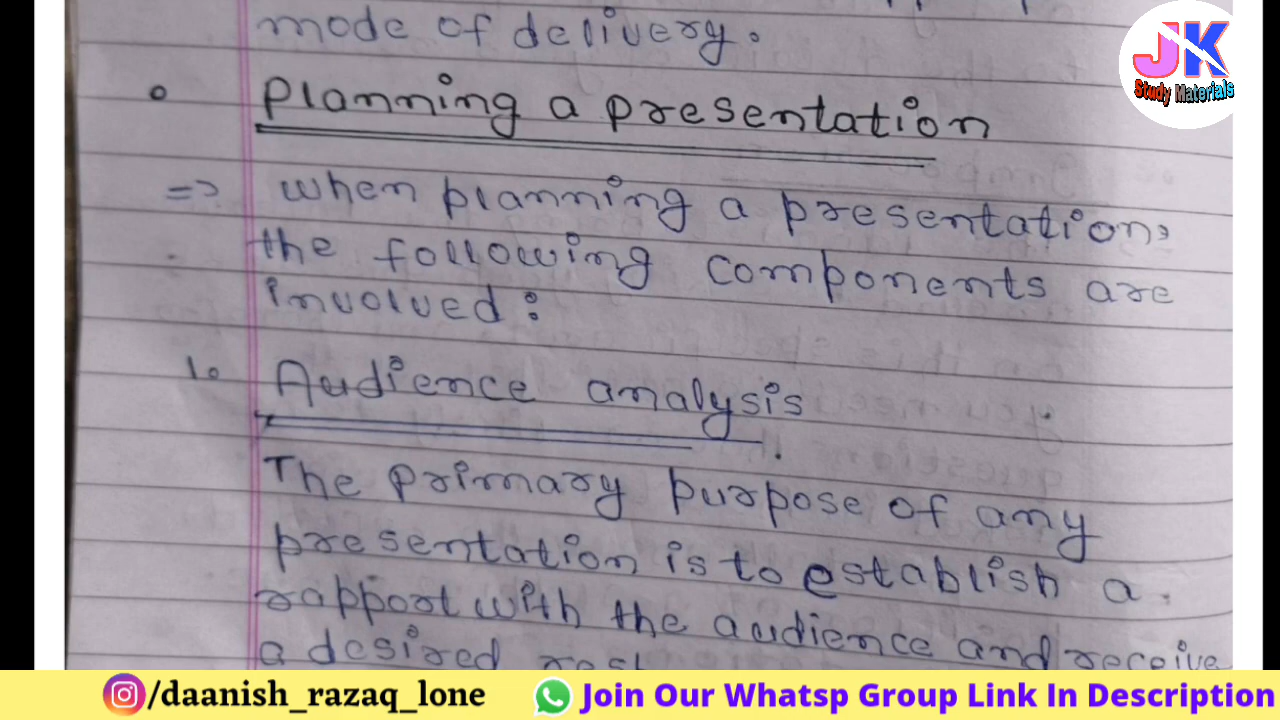 mode of delivery.
Planning a presentation
=> when planning a presentation,
the following components are
involved:
1. Audience analysis
The primary purpose of any
presentation is to establish a
rapport with the audience and receive
a desired
JK
Study Materials
/daanish_razaq_lone
Join Our Whatsp Group Link In Description